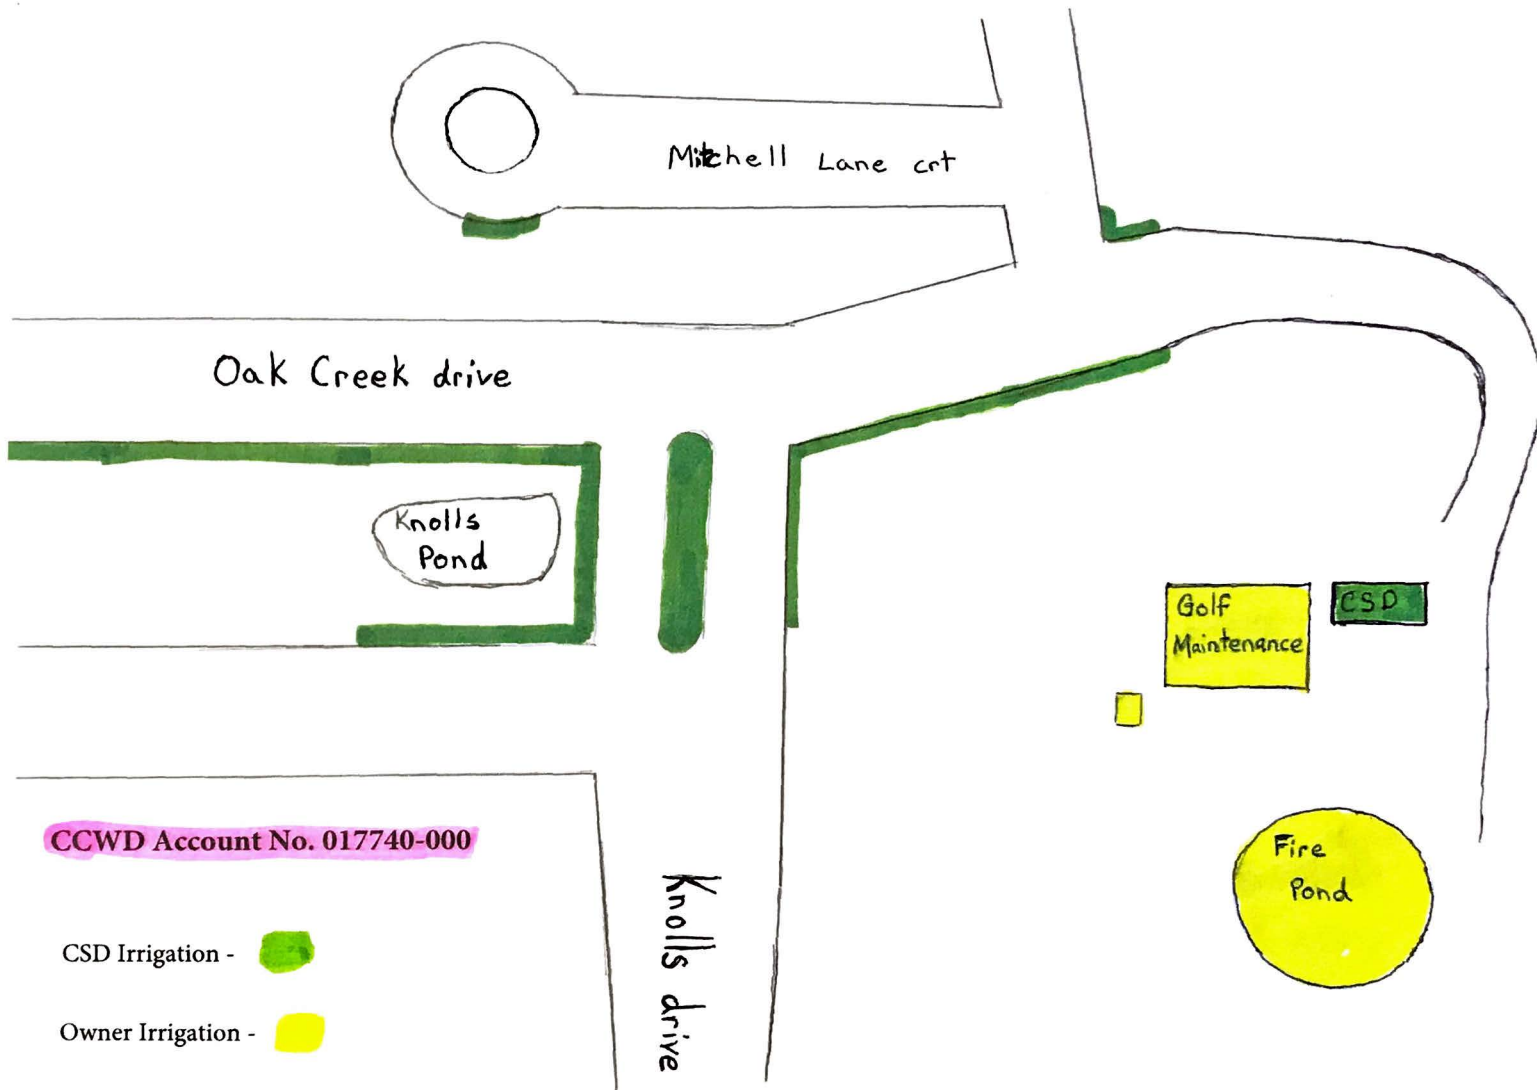 Mitchell Lane crt
Oak Creek drive
Knolls
Pond
Golf
Maintenance
CSD
CCWD Account No. 017740-000
Fire
Pond
Knolls drive
CSD Irrigation -
Owner Irrigation -